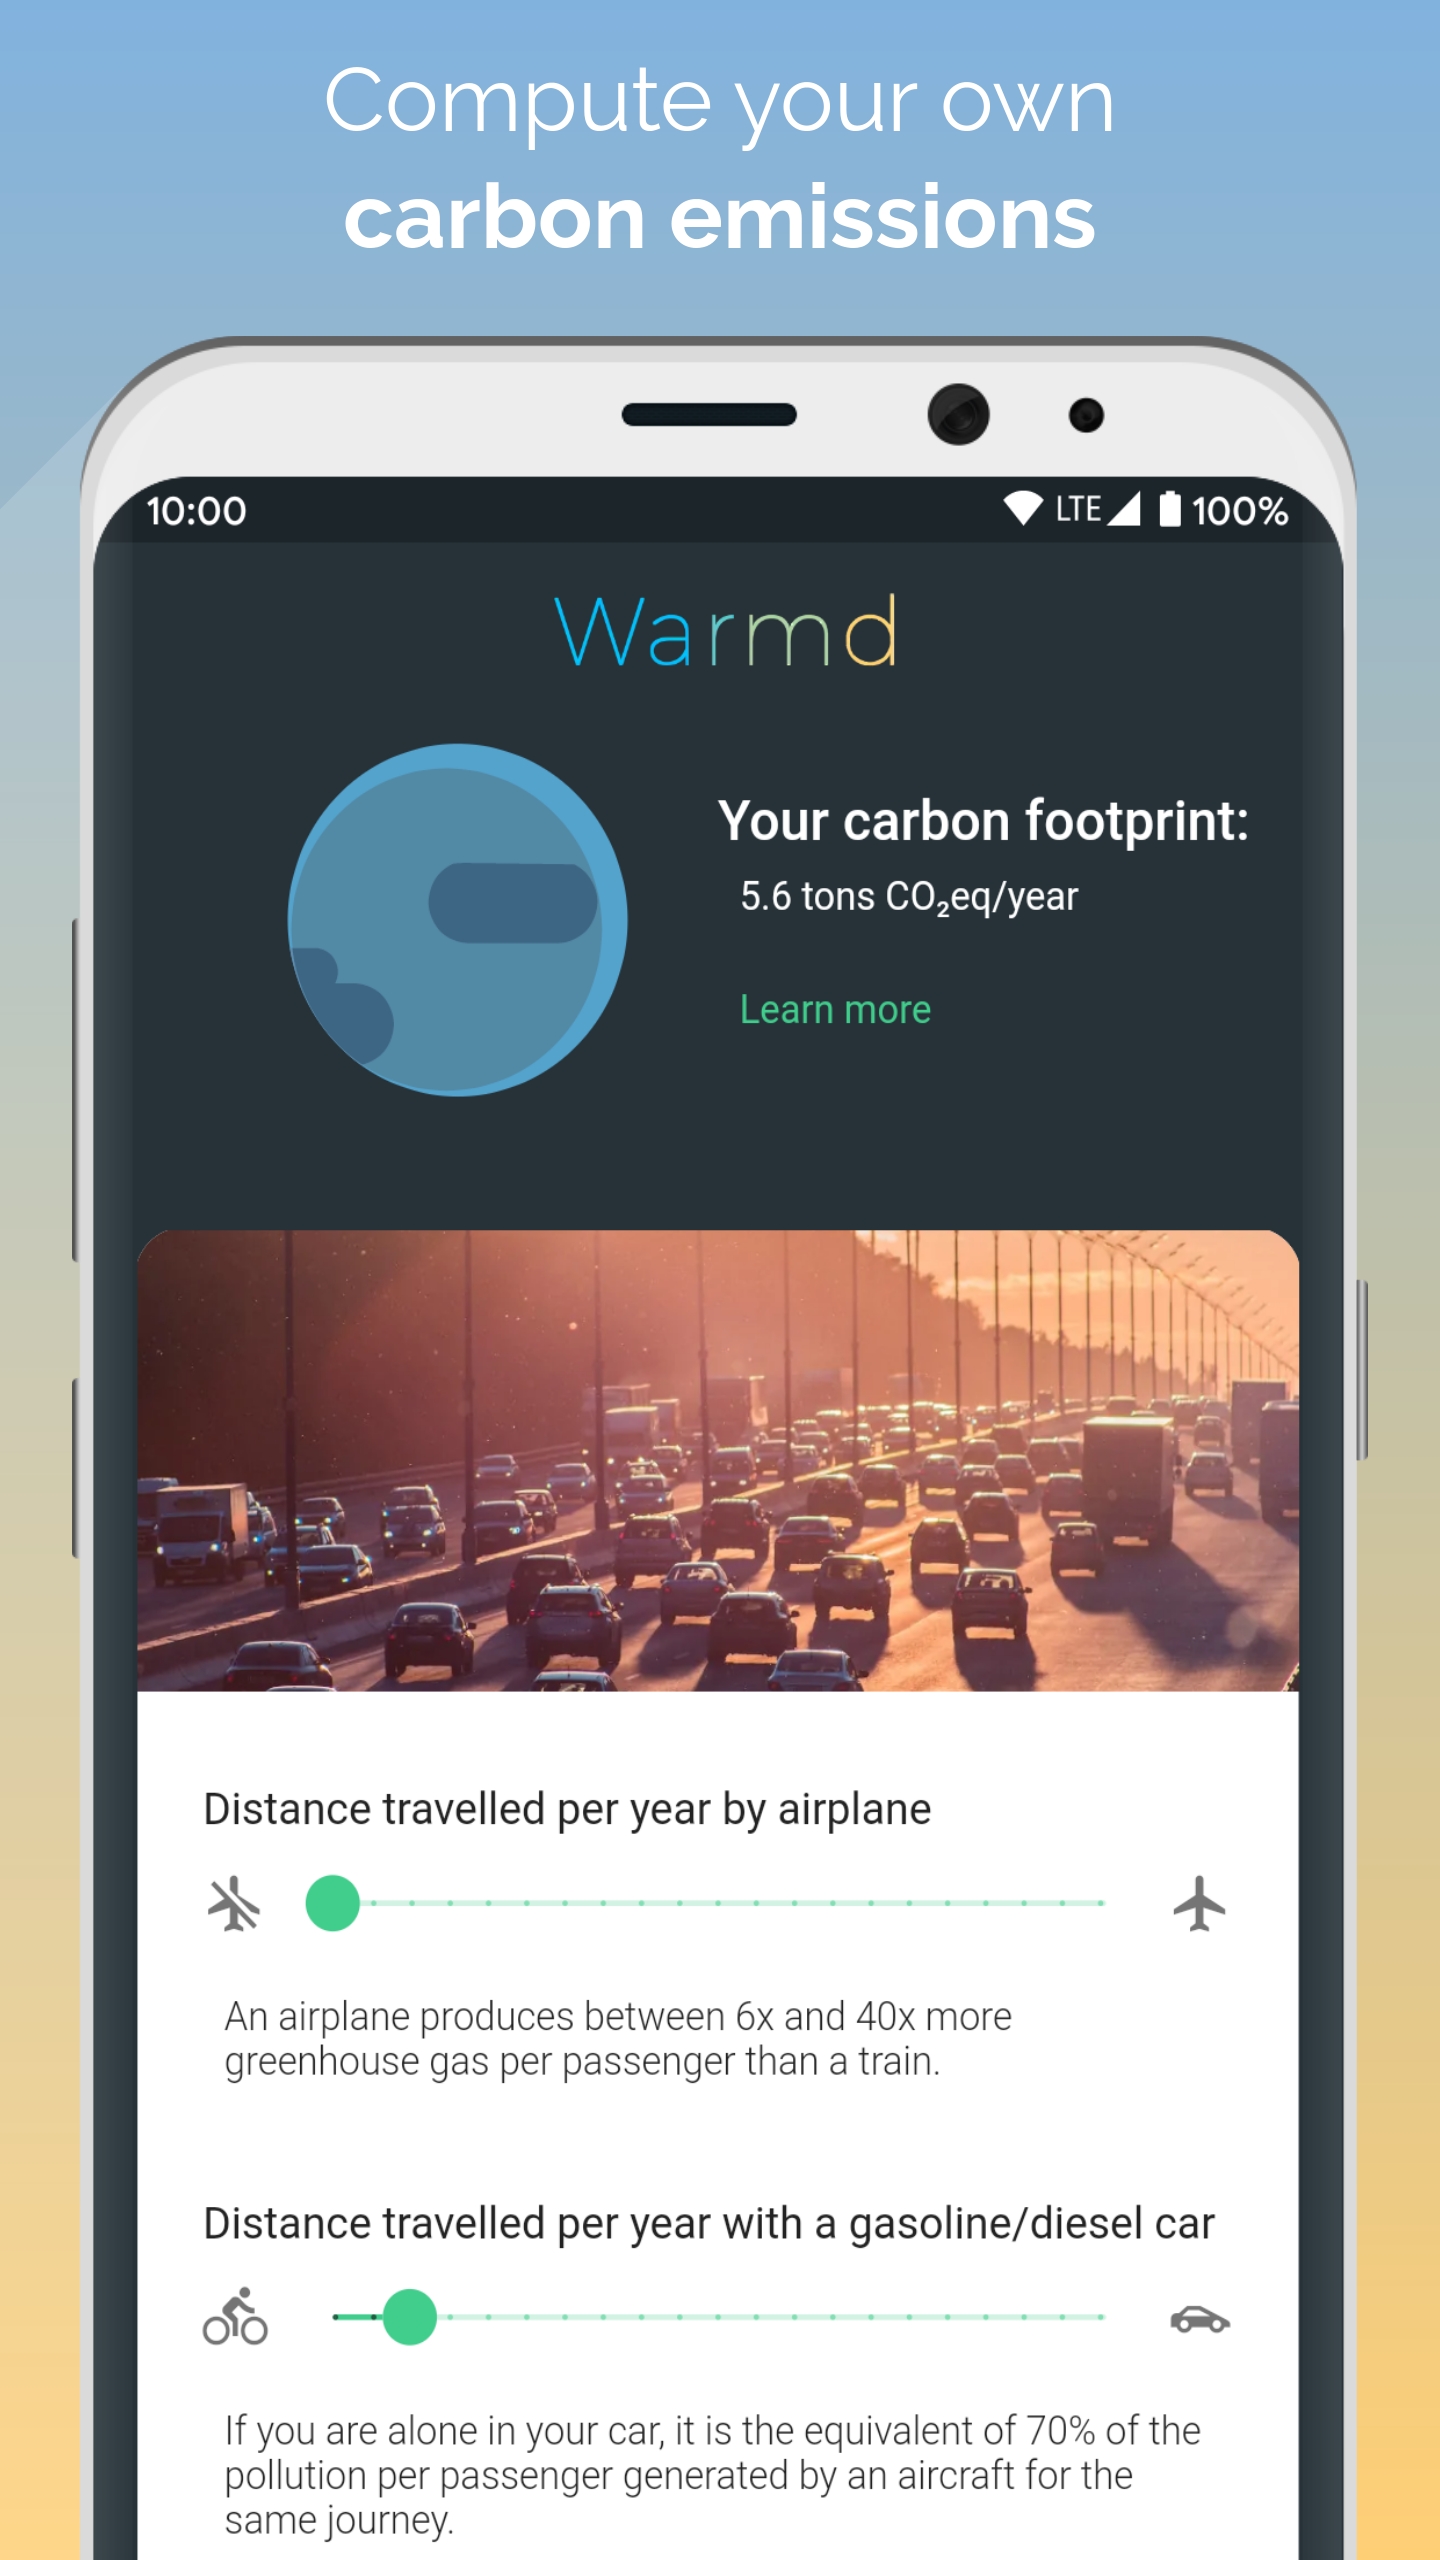 Compute your own
carbon emissions
10:00
LTE
100%
Warmd
Your carbon footprint:
5.6 tons CO₂eq/year
Learn more
Distance travelled per year by airplane
An airplane produces between 6x and 40x more
greenhouse gas per passenger than a train.
Distance travelled per year with a gasoline/diesel car
If you are alone in your car, it is the equivalent of 70% of the
pollution per passenger generated by an aircraft for the
same journey.